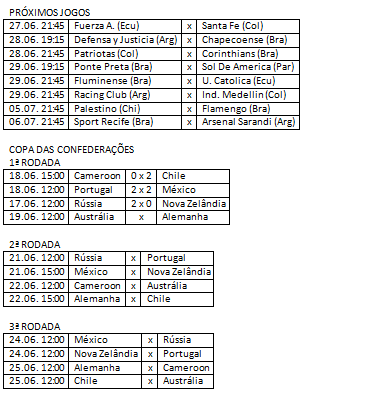 PRÓXIMOS JOGOS
27.06. 21:45 Fuerza A. (Ecu) x Santa Fe (Col)
28.06. 19:15 Defensa y Justicia (Arg) x Chapecoense (Bra)
28.06. 21:45 Patriotas (Col) x Corinthians (Bra)
29.06. 19:15 Ponte Preta (Bra) x Sol De America (Par)
29.06. 21:45 Fluminense (Bra) x U. Catolica (Ecu)
29.06. 21:45 Racing Club (Arg) x Ind. Medellin (Col)
05.07. 21:45 Palestino (Chi) x Flamengo (Bra)
06.07. 21:45 Sport Recife (Bra) x Arsenal Sarandi (Arg)
COPA DAS CONFEDERAÇÕES
1ª RODADA
18.06. 15:00 Cameroon 0 x 2 Chile
18.06. 12:00 Portugal 2 x 2 México
17.06. 12:00 Rússia 2 x 0 Nova Zelândia
19.06. 12:00 Austrália x Alemanha
2ª RODADA
21.06. 12:00 Rússia x Portugal
21.06. 15:00 México x Nova Zelândia
22.06. 12:00 Cameroon x Austrália
22.06. 15:00 Alemanha x Chile
3ª RODADA
24.06. 12:00 México x Rússia
24.06. 12:00 Nova Zelândia x Portugal
25.06. 12:00 Alemanha x Cameroon
25.06. 12:00 Chile x Austrália